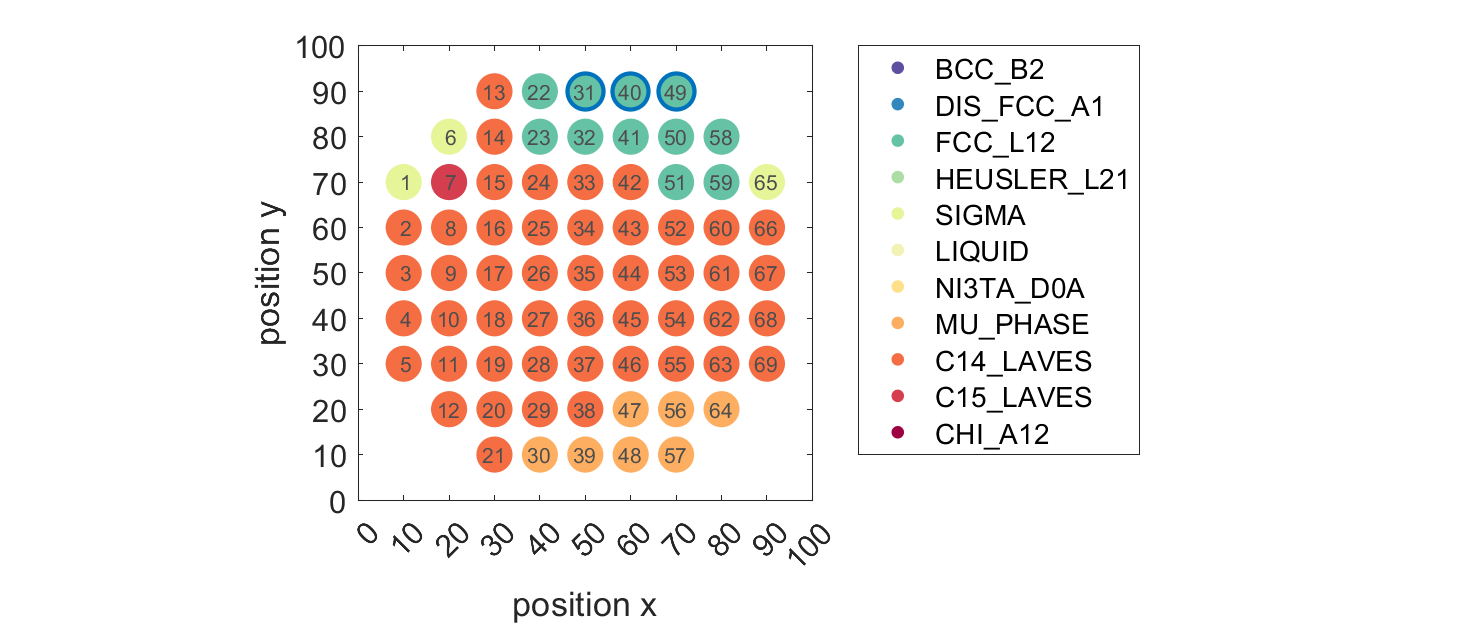 100
90
80
70
60
50
40
30
20
10
0
position y
13 22 31 40 49
6 14 23 32 41 50 58
1 7 15 24 33 42 51 59 65
2 8 16 25 34 43 52 60 66
3 9 17 26 35 44 53 61 67
4 10 18 27 36 45 54 62 68
5 11 19 28 37 46 55 63 69
12 20 29 38 47 56 64
21 30 39 48 57
0 10 20 30 40 50 60 70 80 90 100
position x
BCC_B2
DIS_FCC_A1
FCC_L12
HEUSLER_L21
SIGMA
LIQUID
NI3TA_D0A
MU_PHASE
C14_LAVES
C15_LAVES
CHI_A12